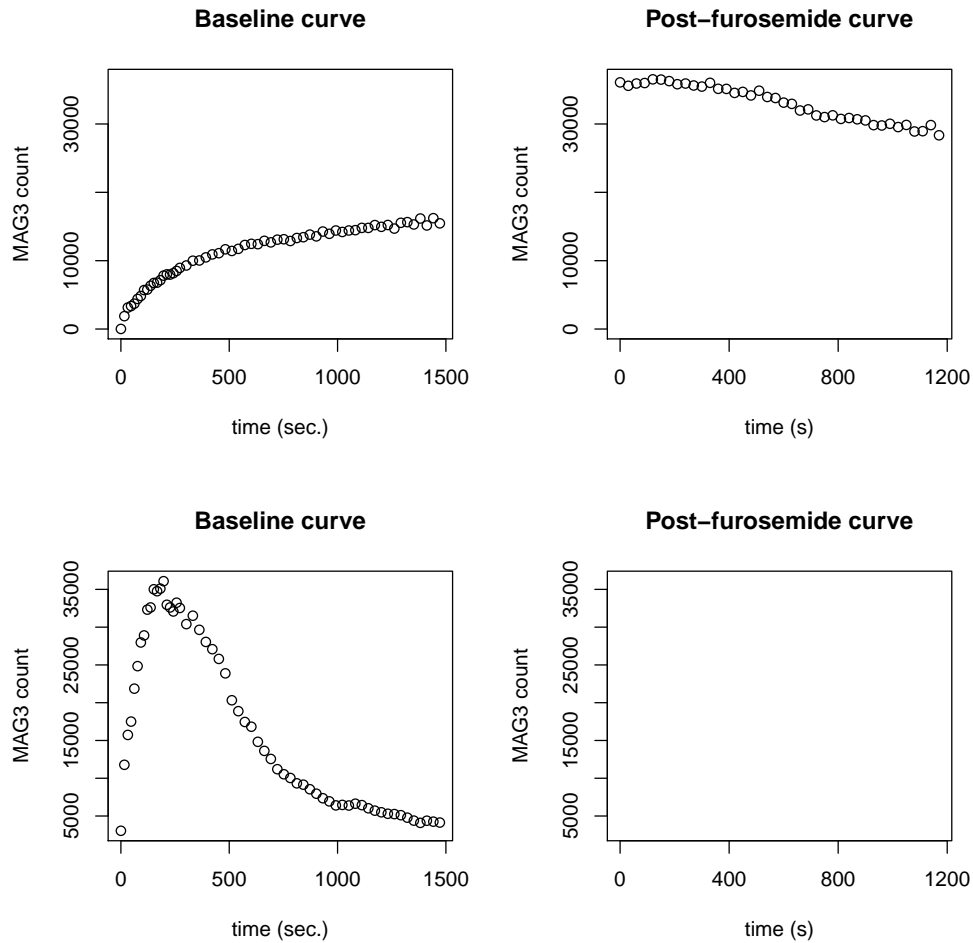 Baseline curve
MAG3 count
0
10000
30000
0
500
1000
1500
time (sec.)
Post−furosemide curve
MAG3 count
0
10000
30000
0
400
800
1200
time (s)
Baseline curve
MAG3 count
5000
15000
25000
35000
0
500
1000
1500
time (sec.)
Post−furosemide curve
MAG3 count
5000
15000
25000
35000
0
400
800
1200
time (s)